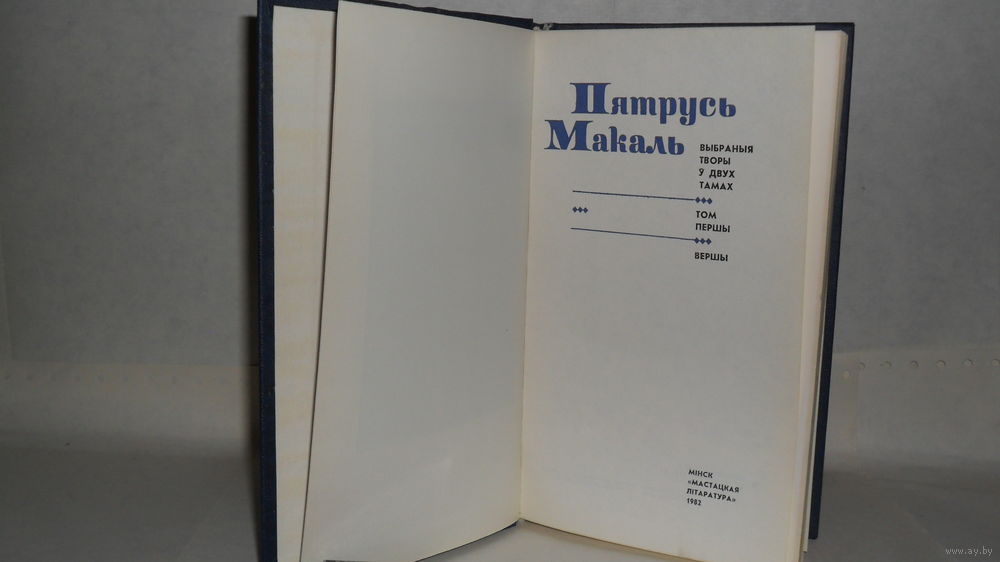 Пятрусь
Макаль
ВЫБРАНЫЯ
ТВОРЫ
Ў ДВУХ
ТАМАХ
ТОМ
ПЕРШЫ
ВЕРШЫ
МІНСК
«МАСТАЦКАЯ
ЛІТАРАТУРА»
1982
www.ay.by